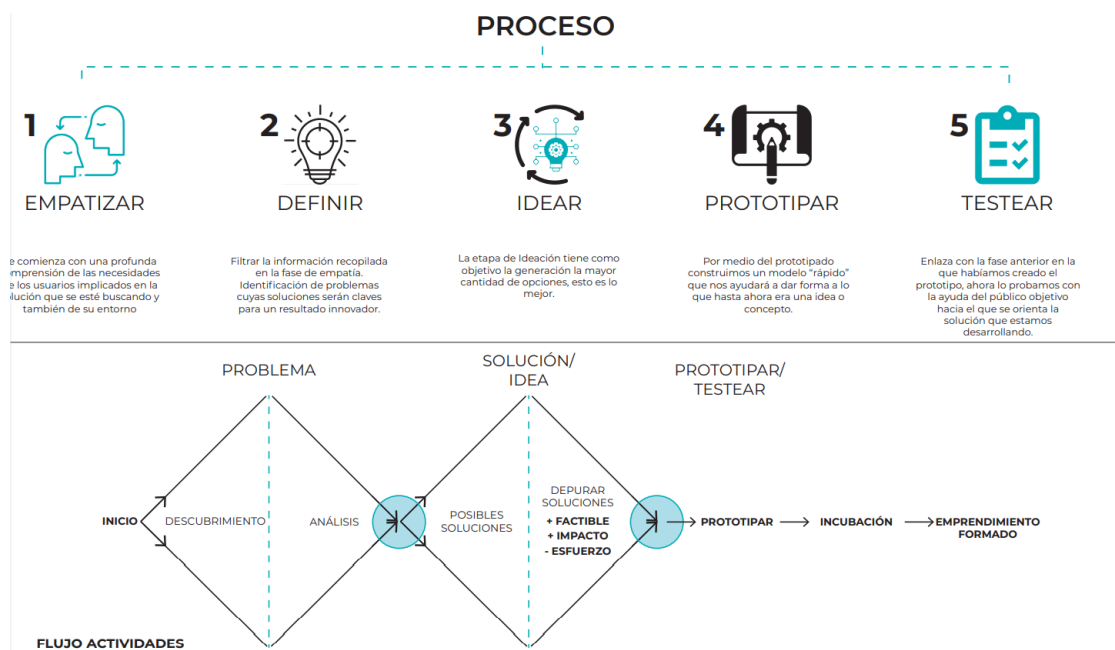 PROCESO
1
EMPATIZAR
e comienza con una profunda
omprensión de las necesidades
e los usuarios implicados en la
olución que se esté buscando y
también de su entorno
2
DEFINIR
Filtrar la información recopilada
en la fase de empatía.
Identificación de problemas
cuyas soluciones serán claves
para un resultado innovador.
3
IDEAR
La etapa de Ideación tiene como
objetivo la generación la mayor
cantidad de opciones, esto es lo
mejor.
4
PROTOTIPAR
Por medio del prototipado
construimos un modelo “rápido”
que nos ayudará a dar forma a lo
que hasta ahora era una idea o
concepto.
5
TESTEAR
Enlaza con la fase anterior en la
que habíamos creado el
prototipo, ahora lo probamos con
la ayuda del público objetivo
hacia el que se orienta la
solución que estamos
desarrollando.
PROBLEMA
SOLUCIÓN/
IDEA
PROTOTIPAR/
TESTEAR
INICIO
DESCUBRIMIENTO
ANÁLISIS
POSIBLES
SOLUCIONES
DEPURAR
SOLUCIONES
+ FACTIBLE
+ IMPACTO
- ESFUERZO
PROTOTIPAR
INCUBACIÓN
EMPRENDIMIENTO
FORMADO
FLUJO ACTIVIDADES